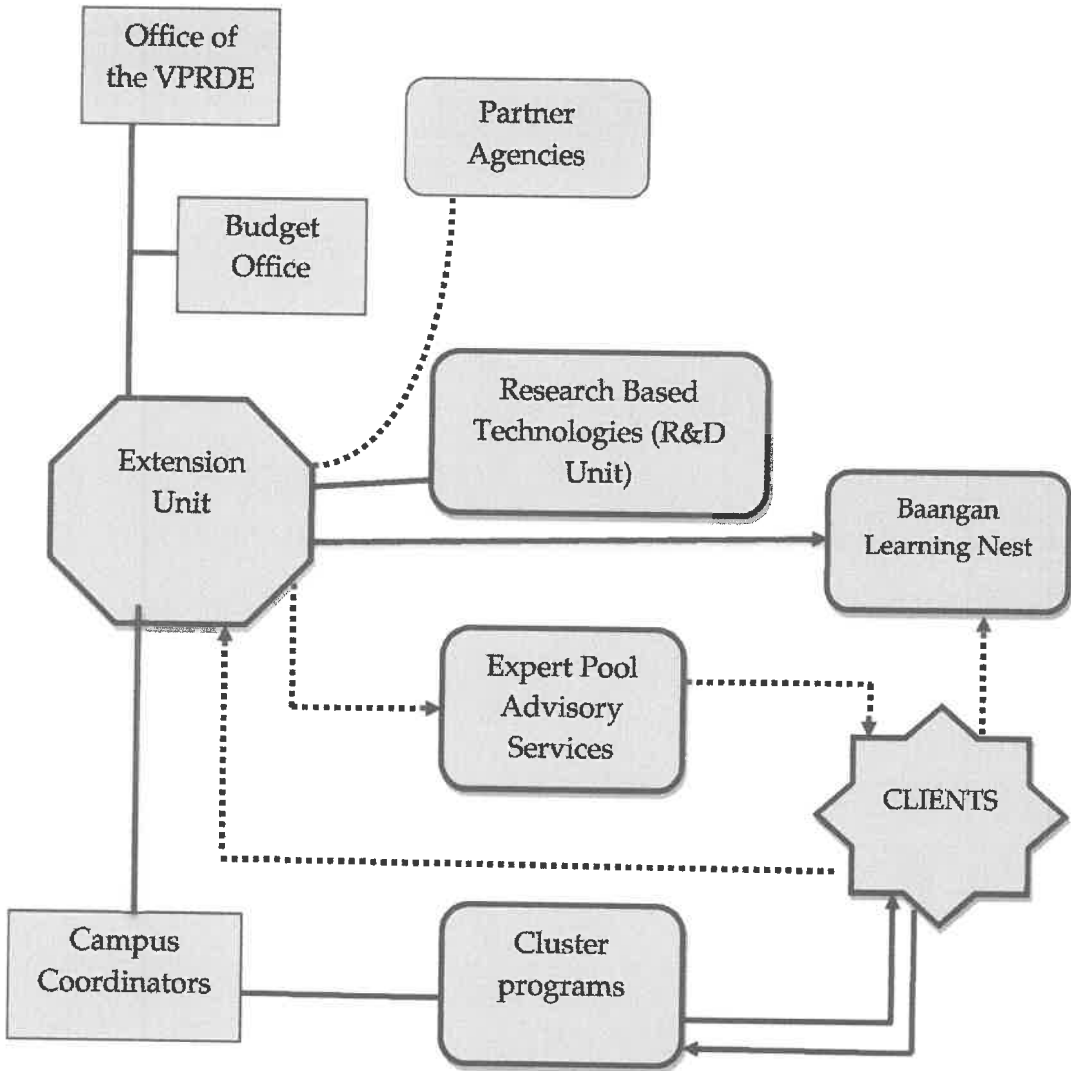 Office of
the VPRDE
Partner
Agencies
Budget
Office
Research Based
Technologies (R&D
Unit)
Extension
Unit
Baangan
Learning Nest
Expert Pool
Advisory
Services
CLIENTS
Campus
Coordinators
Cluster
programs